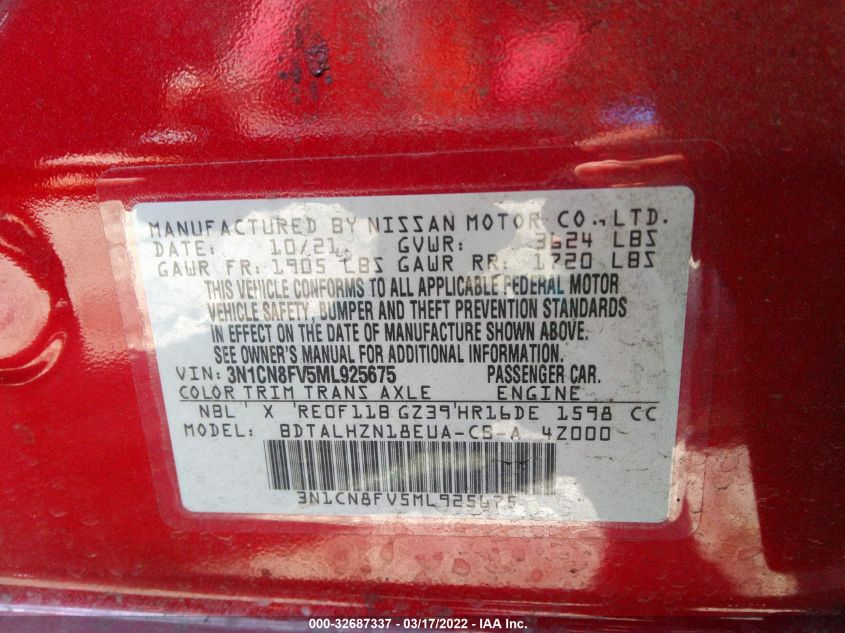 MANUFACTURED BY NISSAN MOTOR CO., LTD.
DATE: 10/21 GVWR: 3624 LBS
GAWR FR: 1905 LBS GAWR RR: 1720 LBS
THIS VEHICLE CONFORMS TO ALL APPLICABLE FEDERAL MOTOR
VEHICLE SAFETY, BUMPER AND THEFT PREVENTION STANDARDS
IN EFFECT ON THE DATE OF MANUFACTURE SHOWN ABOVE.
SEE OWNER'S MANUAL FOR ADDITIONAL INFORMATION.
VIN: 3N1CN8FV5ML925675 PASSENGER CAR.
COLOR TRIM TRANS AXLE ENGINE
NBL X RE0F11B GZ39 HR16DE 1598 CC
MODEL: BDTALHZN18EUA-CB-A 4Z000
3N1CN8FV5ML925675
000-32687337 - 03/17/2022 - IAA Inc.